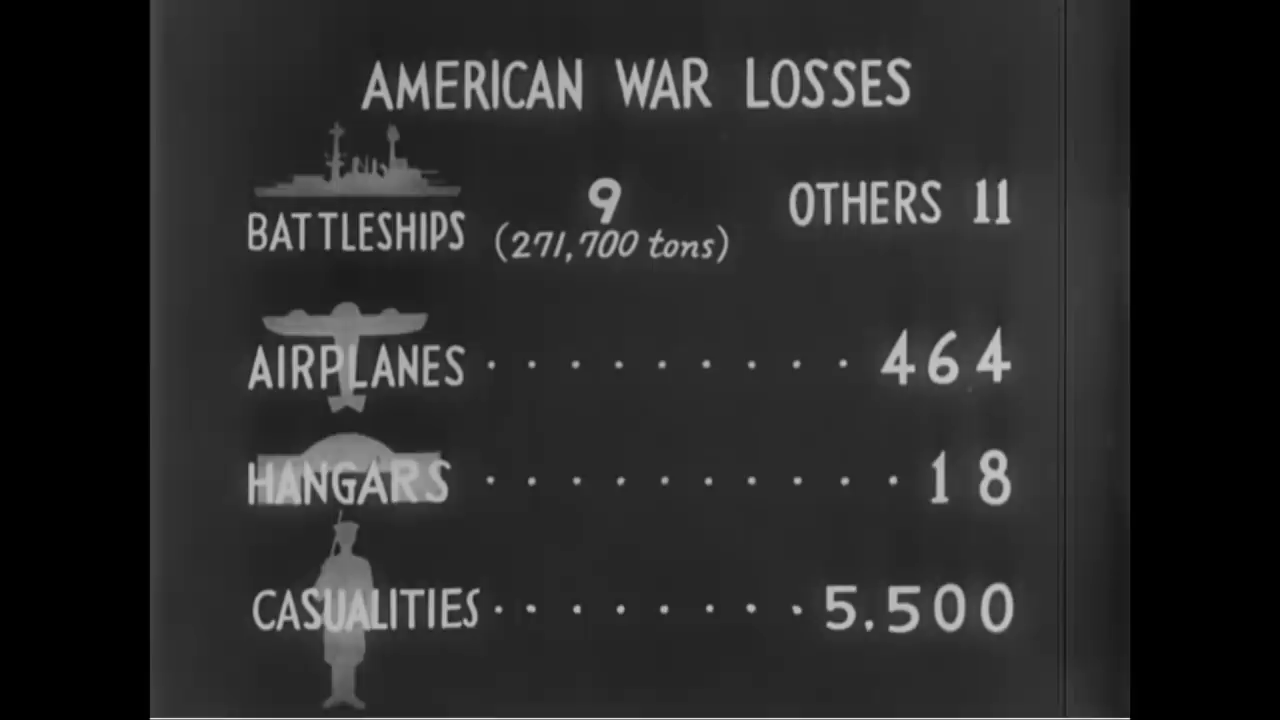 AMERICAN WAR LOSSES
BATTLESHIPS 9 OTHERS 11
(271,700 tons)
AIRPLANES . . . . . . . . . 464
HANGARS . . . . . . . . . . 18
CASUALITIES . . . . . . . . 5.500